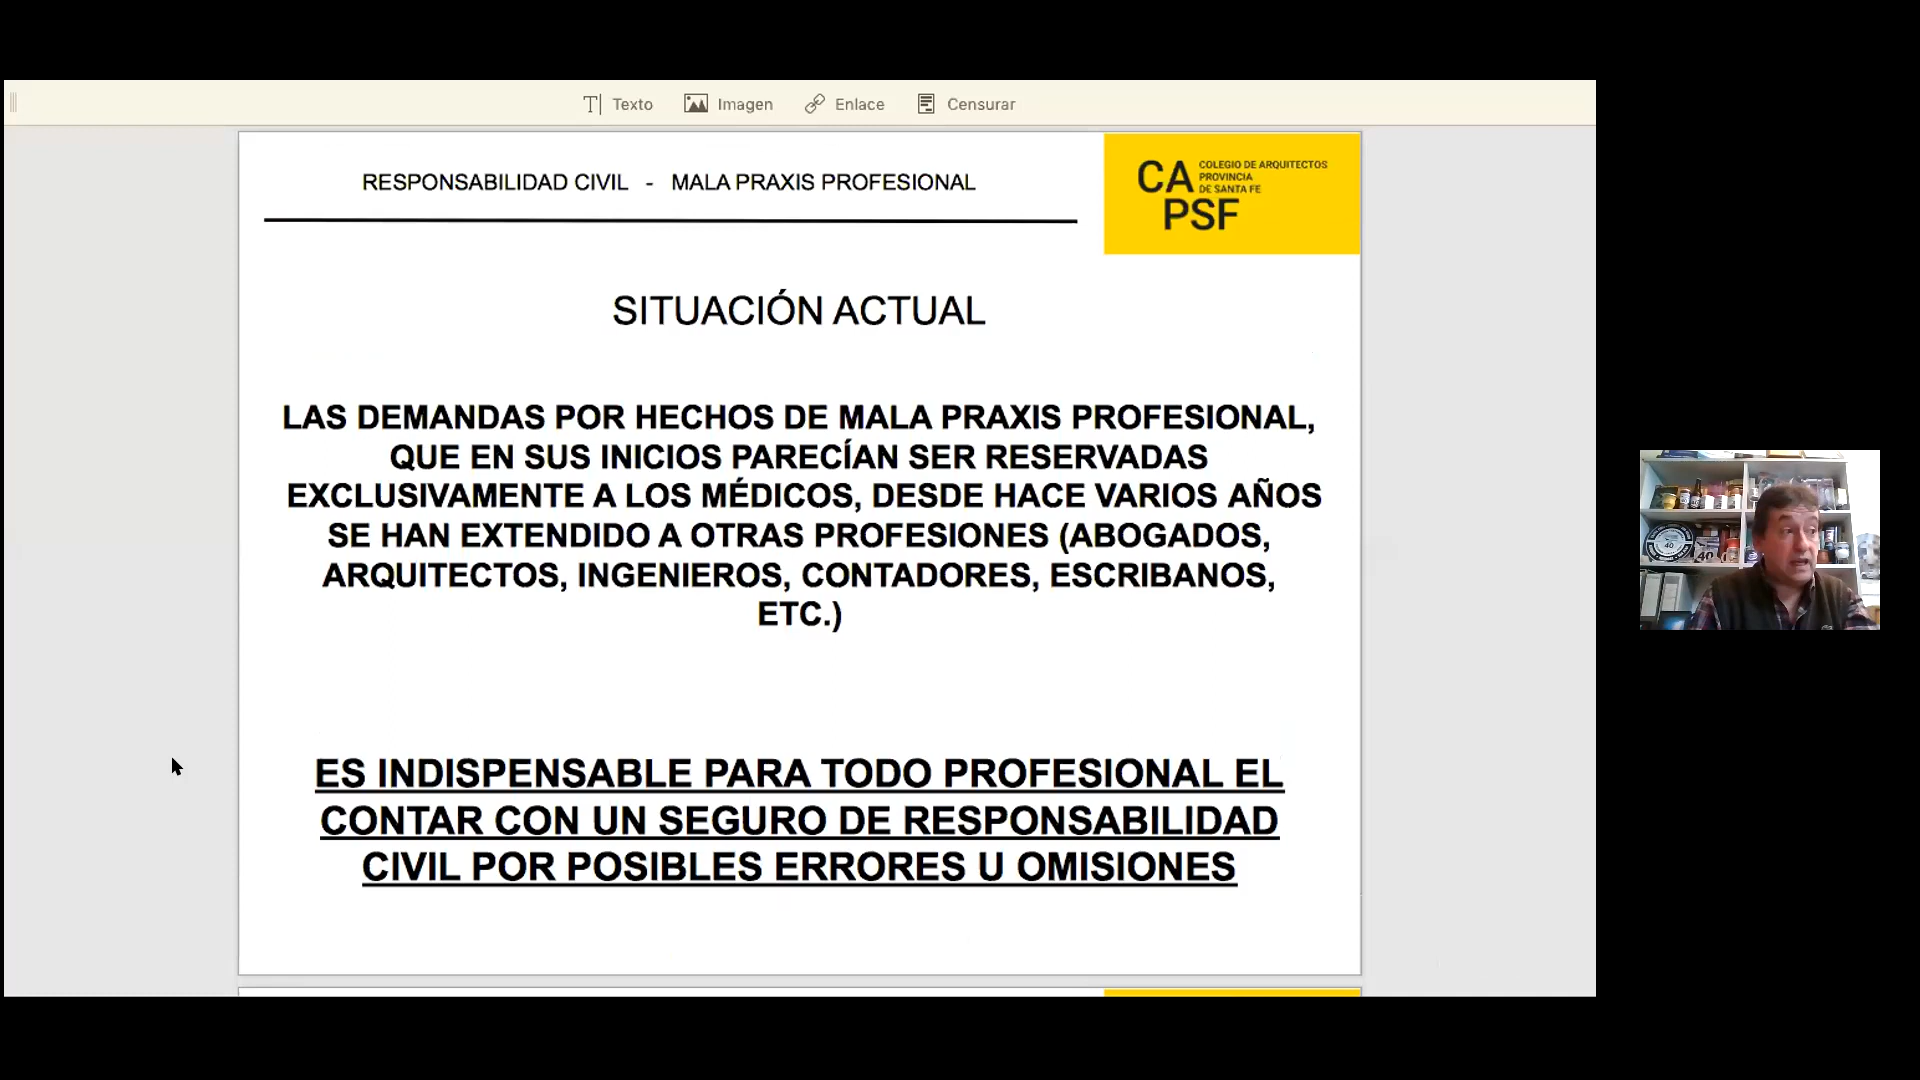 Texto Imagen Enlace Censurar
RESPONSABILIDAD CIVIL - MALA PRAXIS PROFESIONAL
CA
PSF
COLEGIO DE ARQUITECTOS
PROVINCIA
DE SANTA FE
SITUACIÓN ACTUAL
LAS DEMANDAS POR HECHOS DE MALA PRAXIS PROFESIONAL,
QUE EN SUS INICIOS PARECÍAN SER RESERVADAS
EXCLUSIVAMENTE A LOS MÉDICOS, DESDE HACE VARIOS AÑOS
SE HAN EXTENDIDO A OTRAS PROFESIONES (ABOGADOS,
ARQUITECTOS, INGENIEROS, CONTADORES, ESCRIBANOS,
ETC.)
ES INDISPENSABLE PARA TODO PROFESIONAL EL
CONTAR CON UN SEGURO DE RESPONSABILIDAD
CIVIL POR POSIBLES ERRORES U OMISIONES
40
40